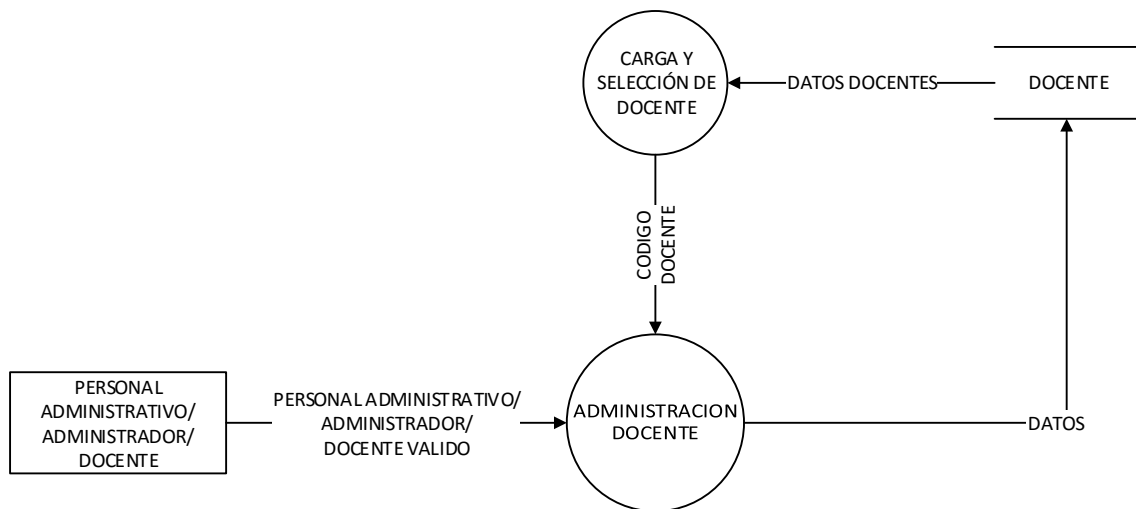 CARGA Y
SELECCIÓN DE
DOCENTE
DATOS DOCENTES
DOCENTE
CODIGO
DOCENTE
PERSONAL
ADMINISTRATIVO/
ADMINISTRADOR/
DOCENTE
PERSONAL ADMINISTRATIVO/
ADMINISTRADOR/
DOCENTE VALIDO
ADMINISTRACION
DOCENTE
DATOS